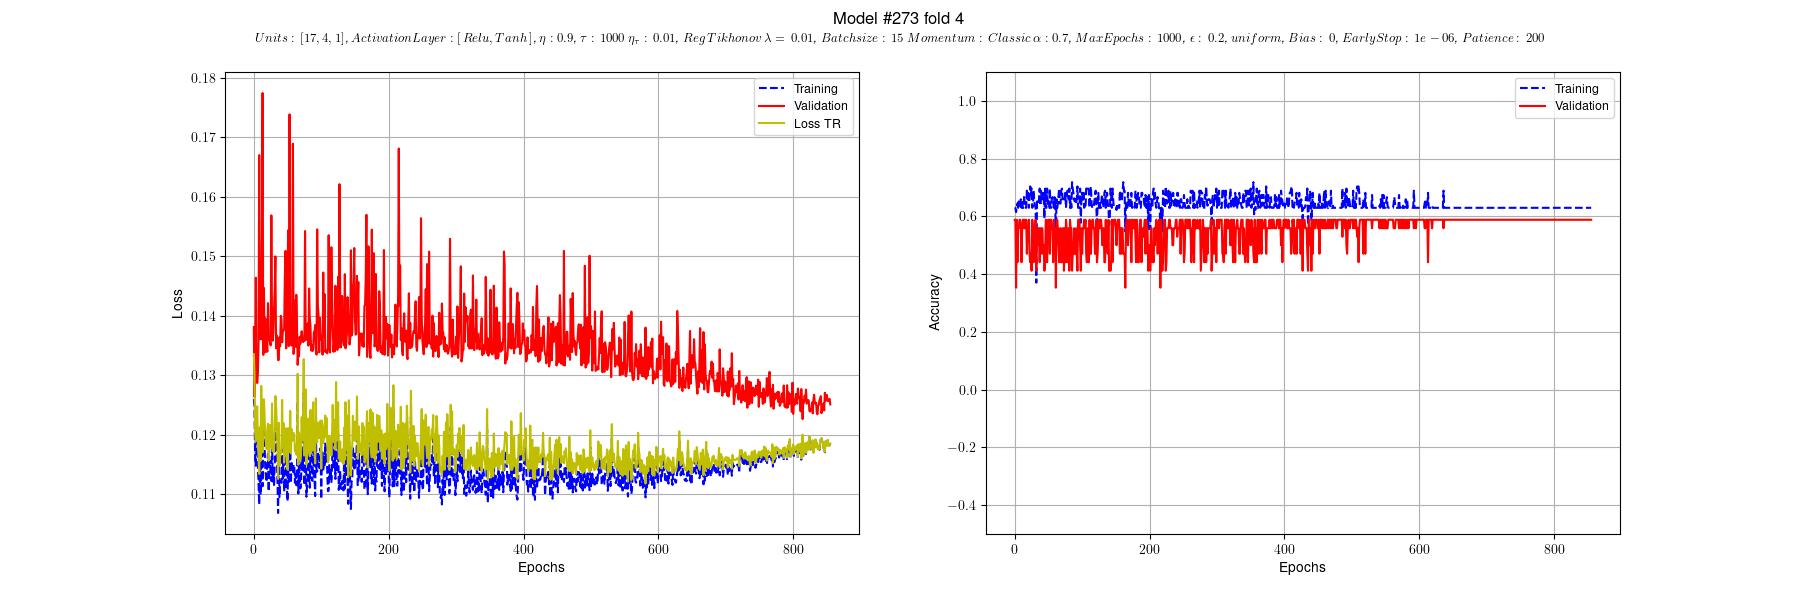 Model #273 fold 4
Units : [17, 4, 1], ActivationLayer : [ Relu, Tanh ], η : 0.9, τ : 1000 ητ : 0.01, RegTikhonov λ = 0.01, Batchsize : 15 Momentum : Classic α : 0.7, MaxEpochs : 1000, ϵ : 0.2, uniform, Bias : 0, EarlyStop : 1e − 06, Patience : 200
0.18
0.17
0.16
0.15
0.14
0.13
0.12
0.11
Loss
0 200 400 600 800
Epochs
Training
Validation
Loss TR
1.0
0.8
0.6
0.4
0.2
0.0
−0.2
−0.4
Accuracy
0 200 400 600 800
Epochs
Training
Validation